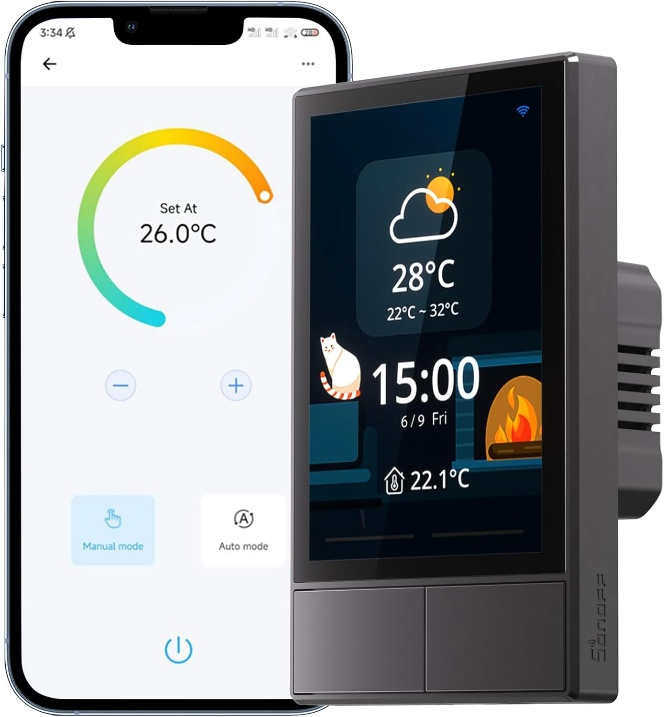 3:34
Set At
26.0°C
Manual mode
Auto mode
28°C
22°C ~ 32°C
15:00
6/9 Fri
22.1°C
SONOFF